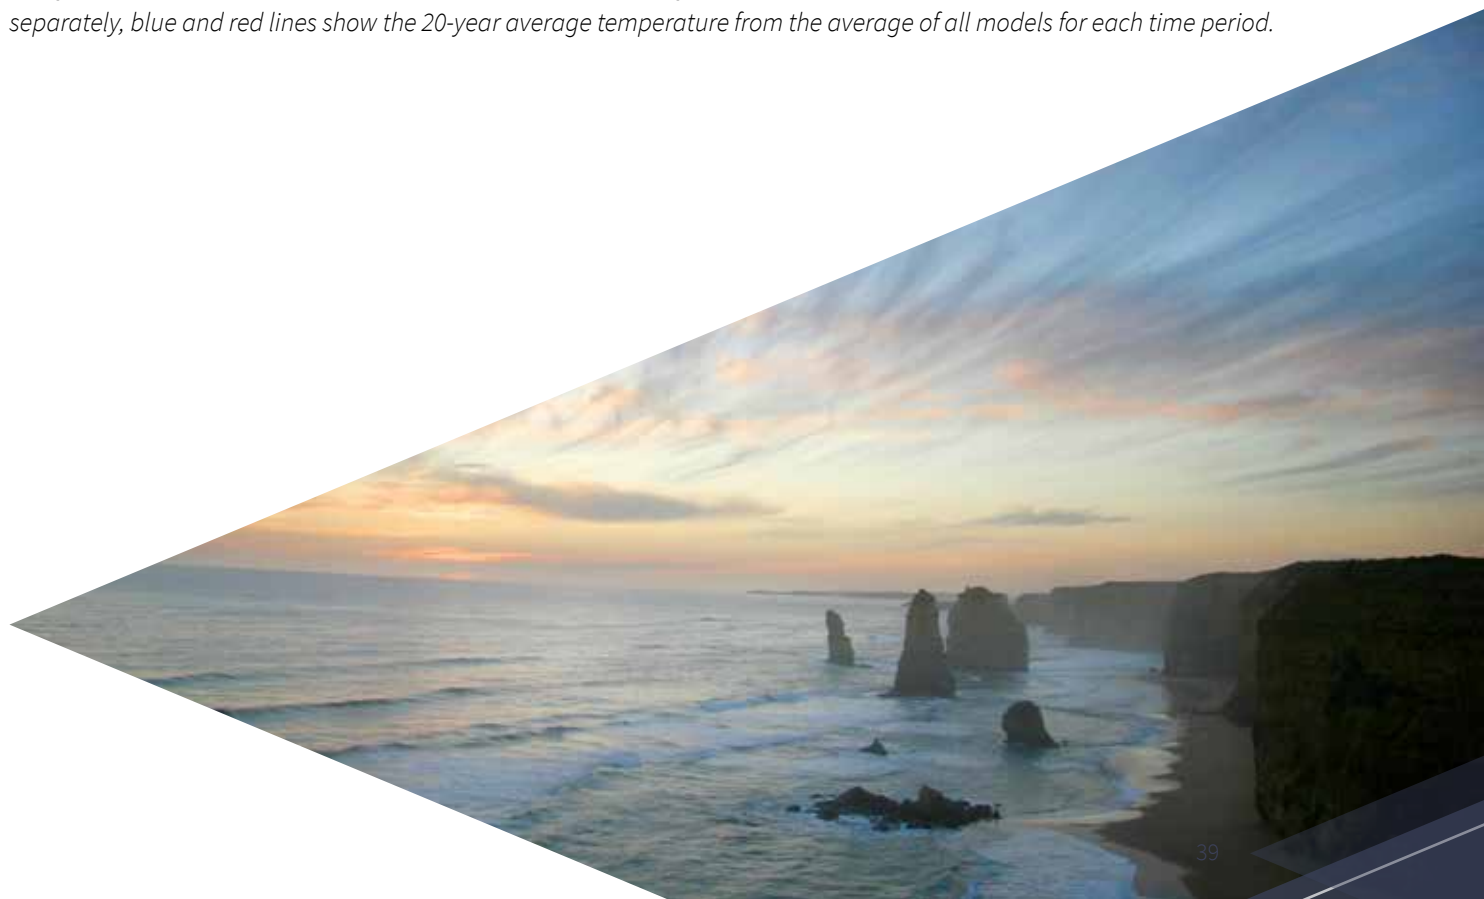 separately, blue and red lines show the 20-year average temperature from the average of all models for each time period.
39